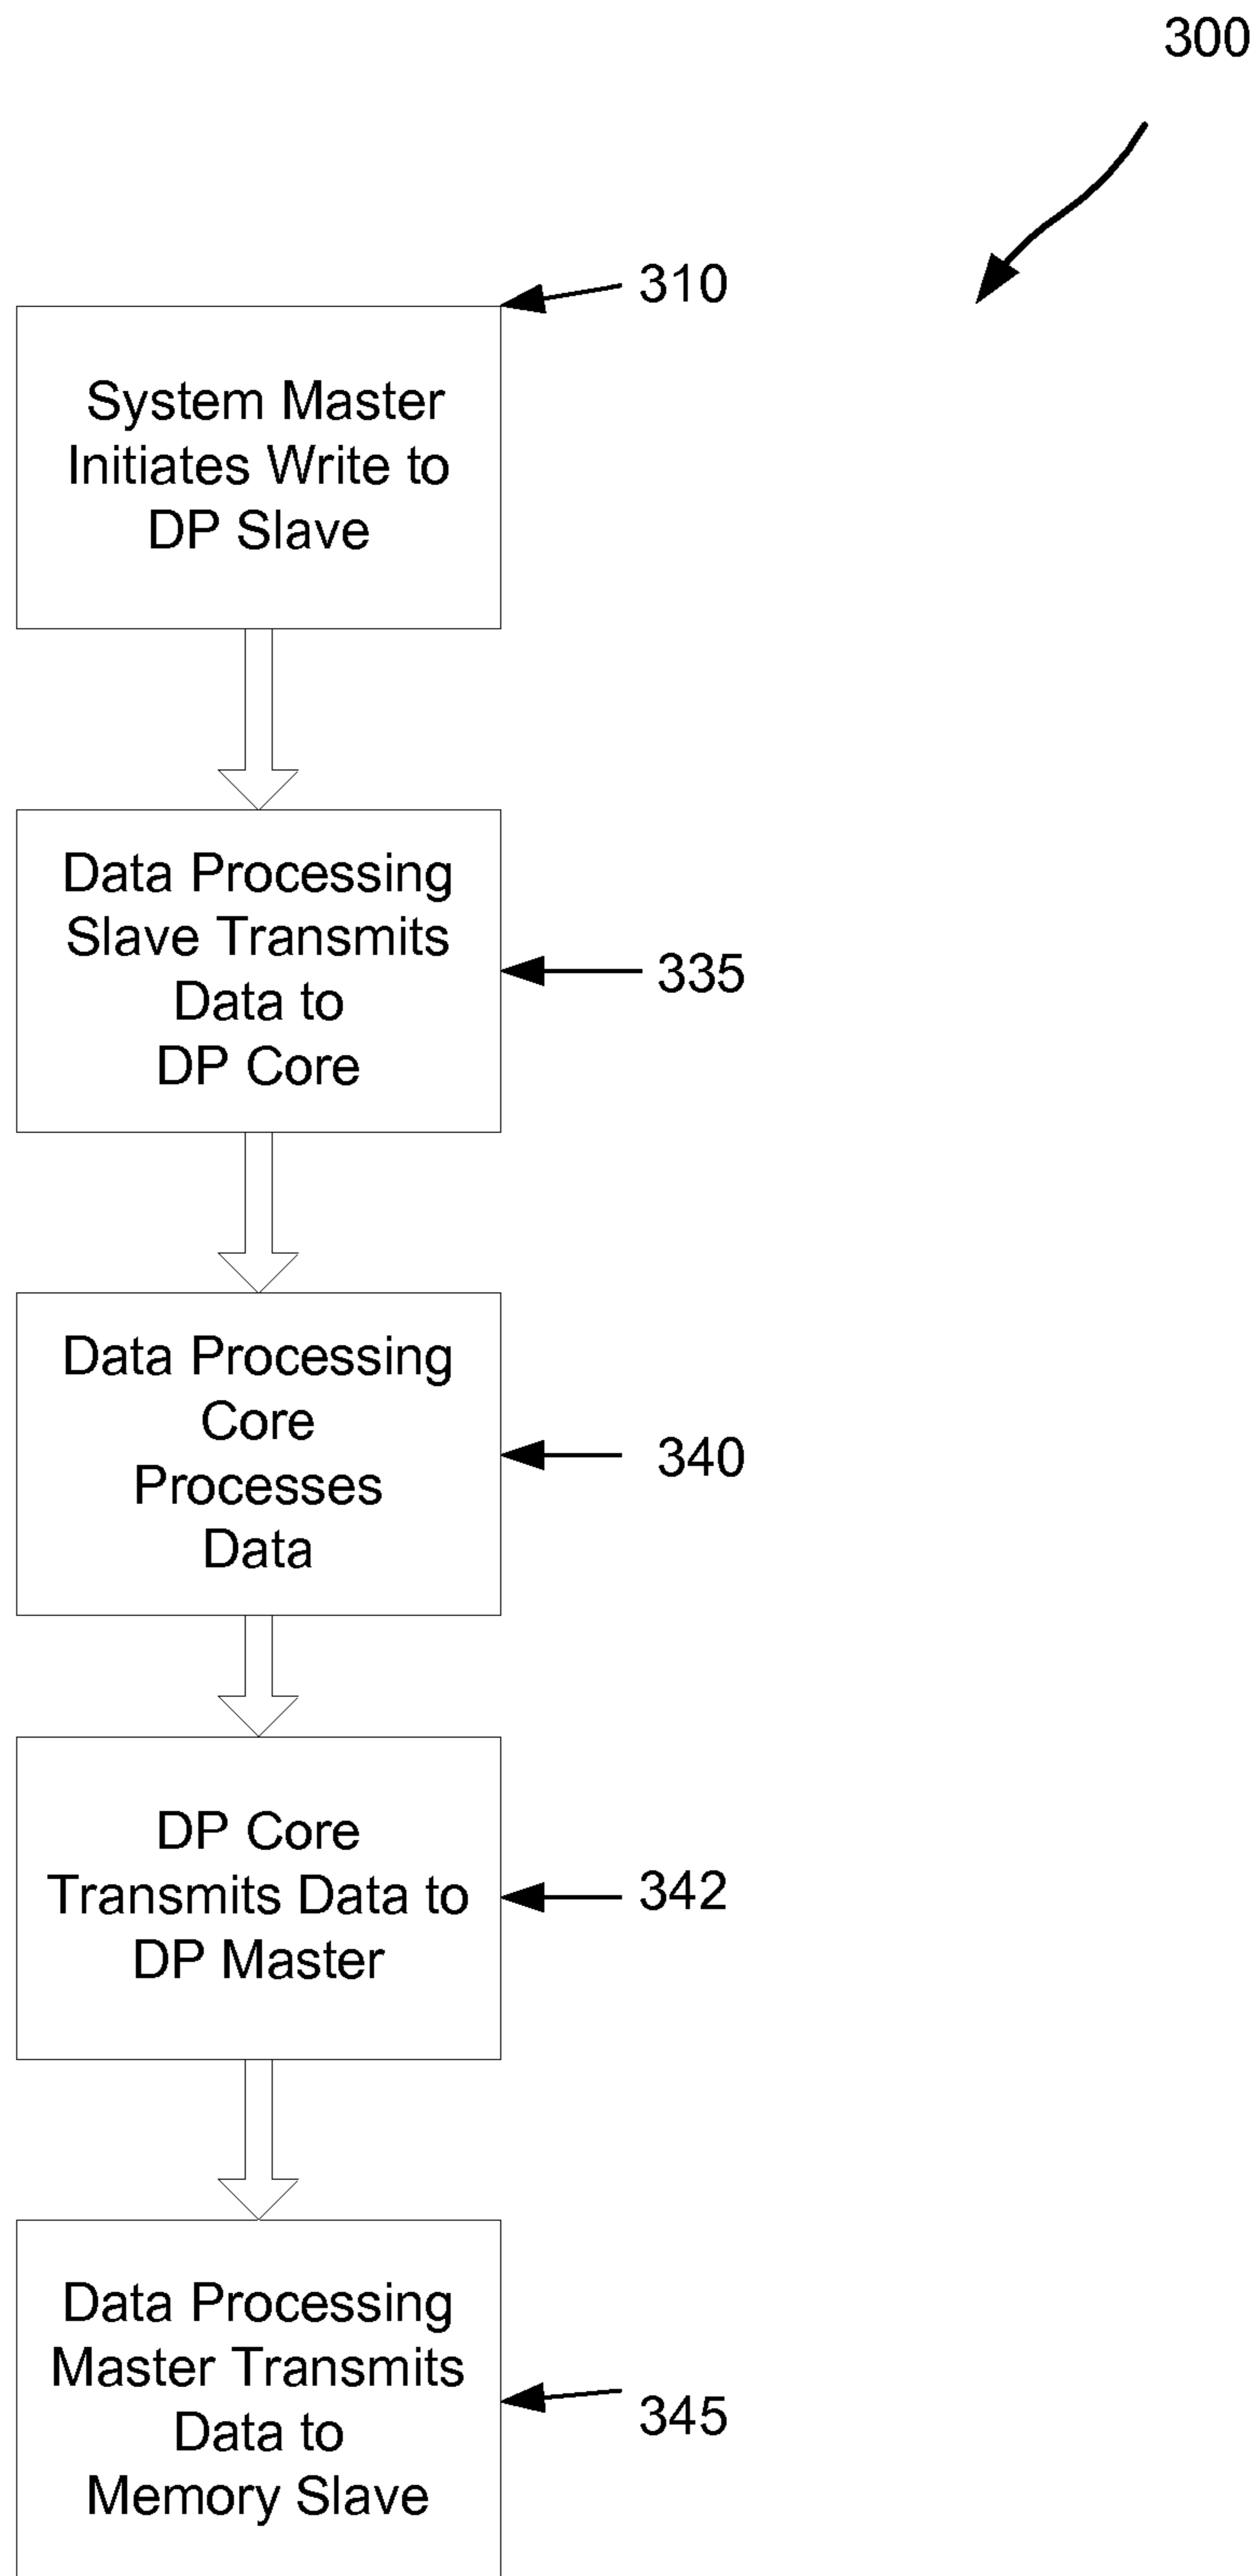 300
310
System Master
Initiates Write to
DP Slave
Data Processing
Slave Transmits
Data to
DP Core
335
Data Processing
Core
Processes
Data
340
DP Core
Transmits Data to
DP Master
342
Data Processing
Master Transmits
Data to
Memory Slave
345